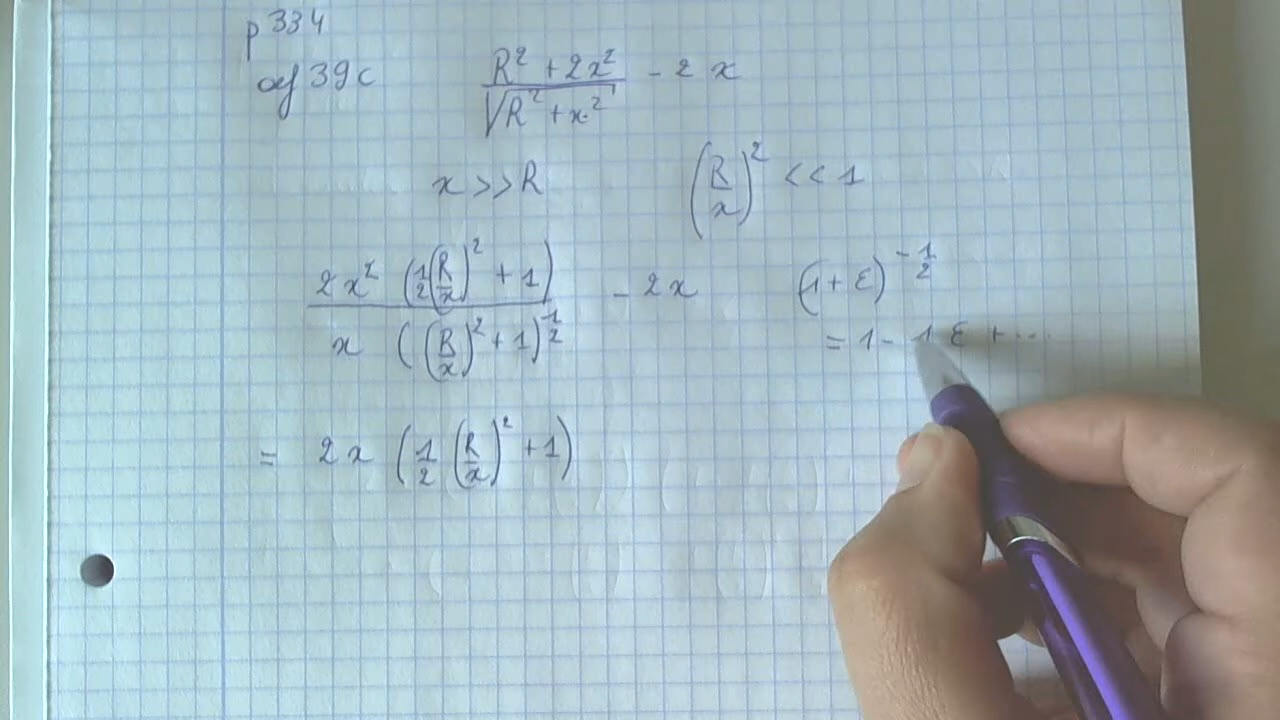 p 334
oef 39c
(R² + 2x²)/√(R² + x²) - 2x
x >> R (R/x)² << 1
(2x² (1/2 (R/x)² + 1))/(x ((R/x)² + 1)^(1/2)) - 2x (1 + ε)^(-1/2)
= 1 - 1 ε + ...
= 2x (1/2 (R/x)² + 1)